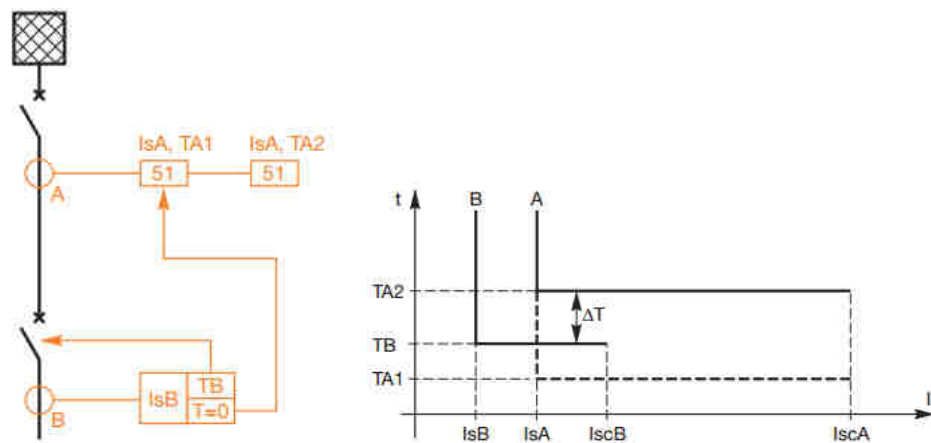 IsA, TA1 IsA, TA2
51 51
A
IsB TB
T=0
B
t B A
TA2
ΔT
TB
TA1
I
IsB IsA IscB IscA